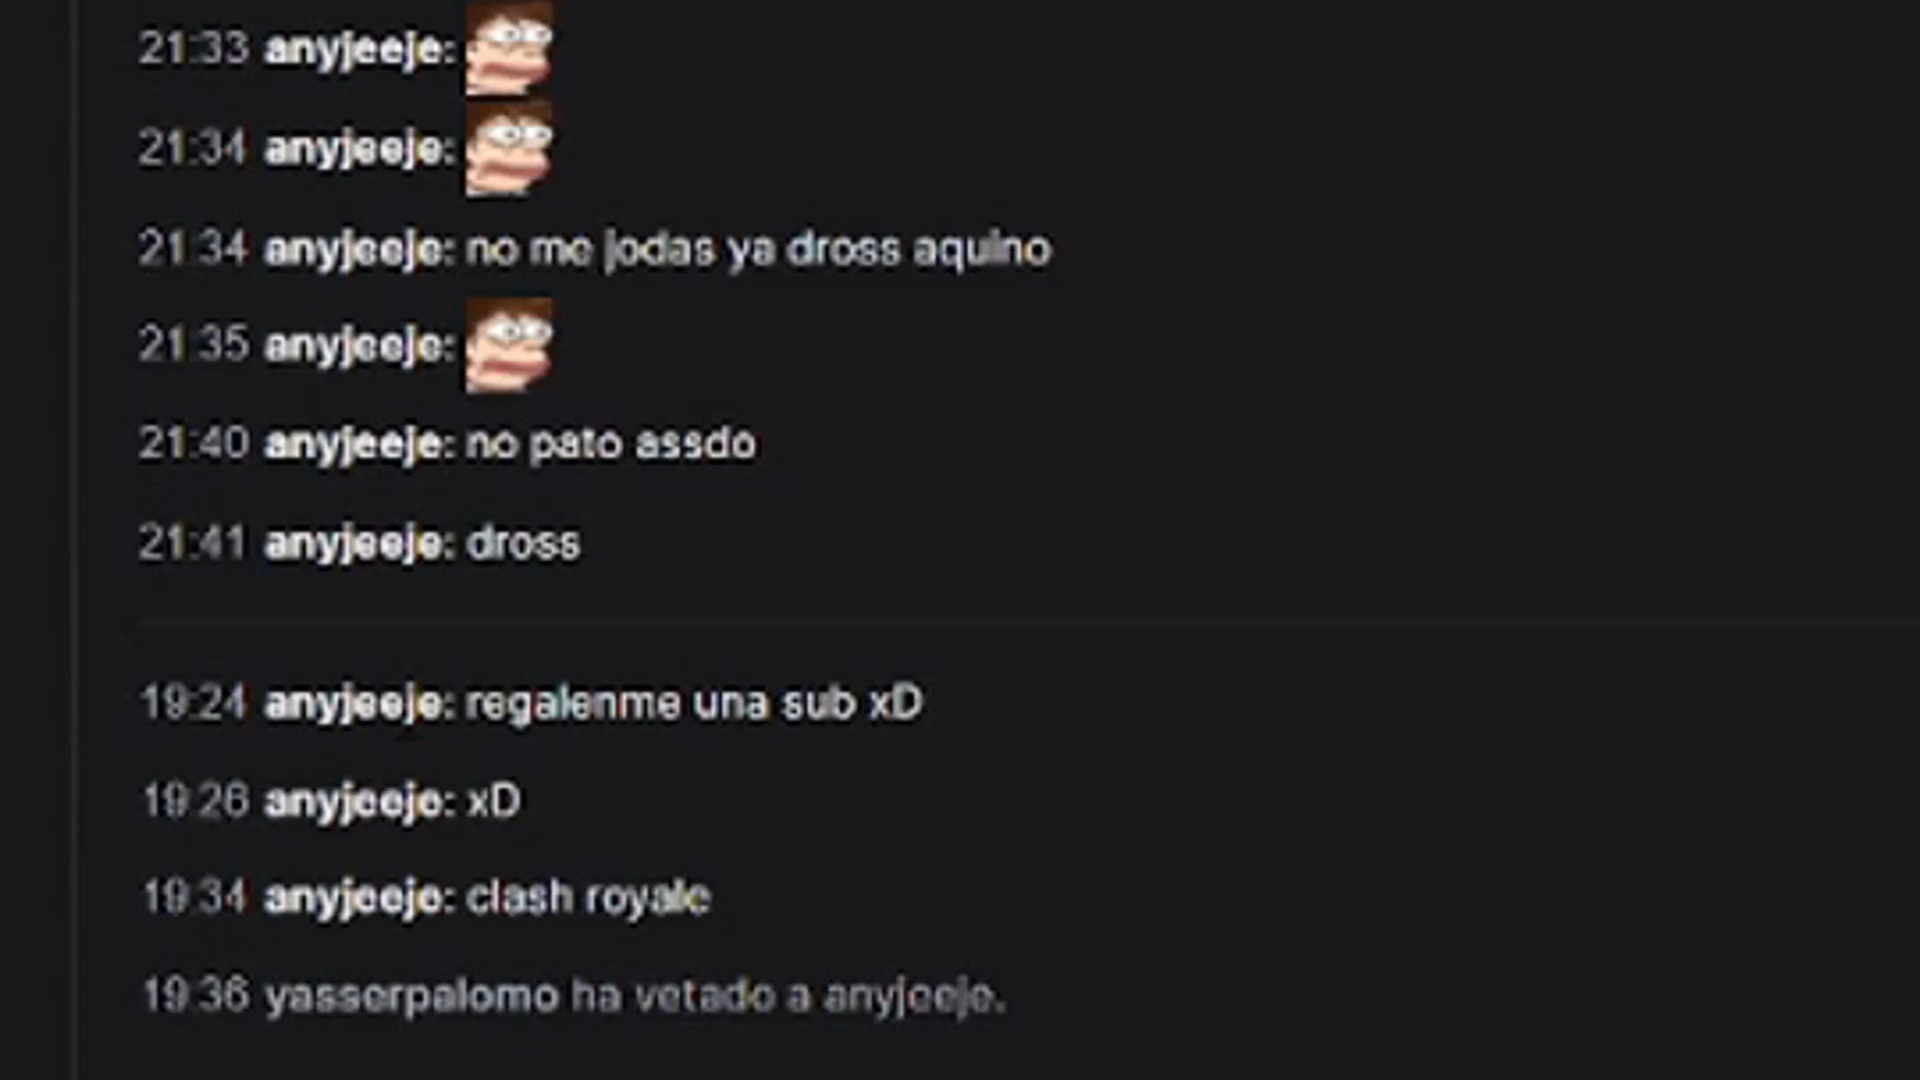 21:33 anyjeeje:
21:34 anyjeeje:
21:34 anyjeeje: no me jodas ya dross aquino
21:35 anyjeeje:
21:40 anyjeeje: no pato assdo
21:41 anyjeeje: dross
19:24 anyjeeje: regalenme una sub xD
19:26 anyjeeje: xD
19:34 anyjeeje: clash royale
19:36 yasserpalomo ha vetado a anyjeeje.